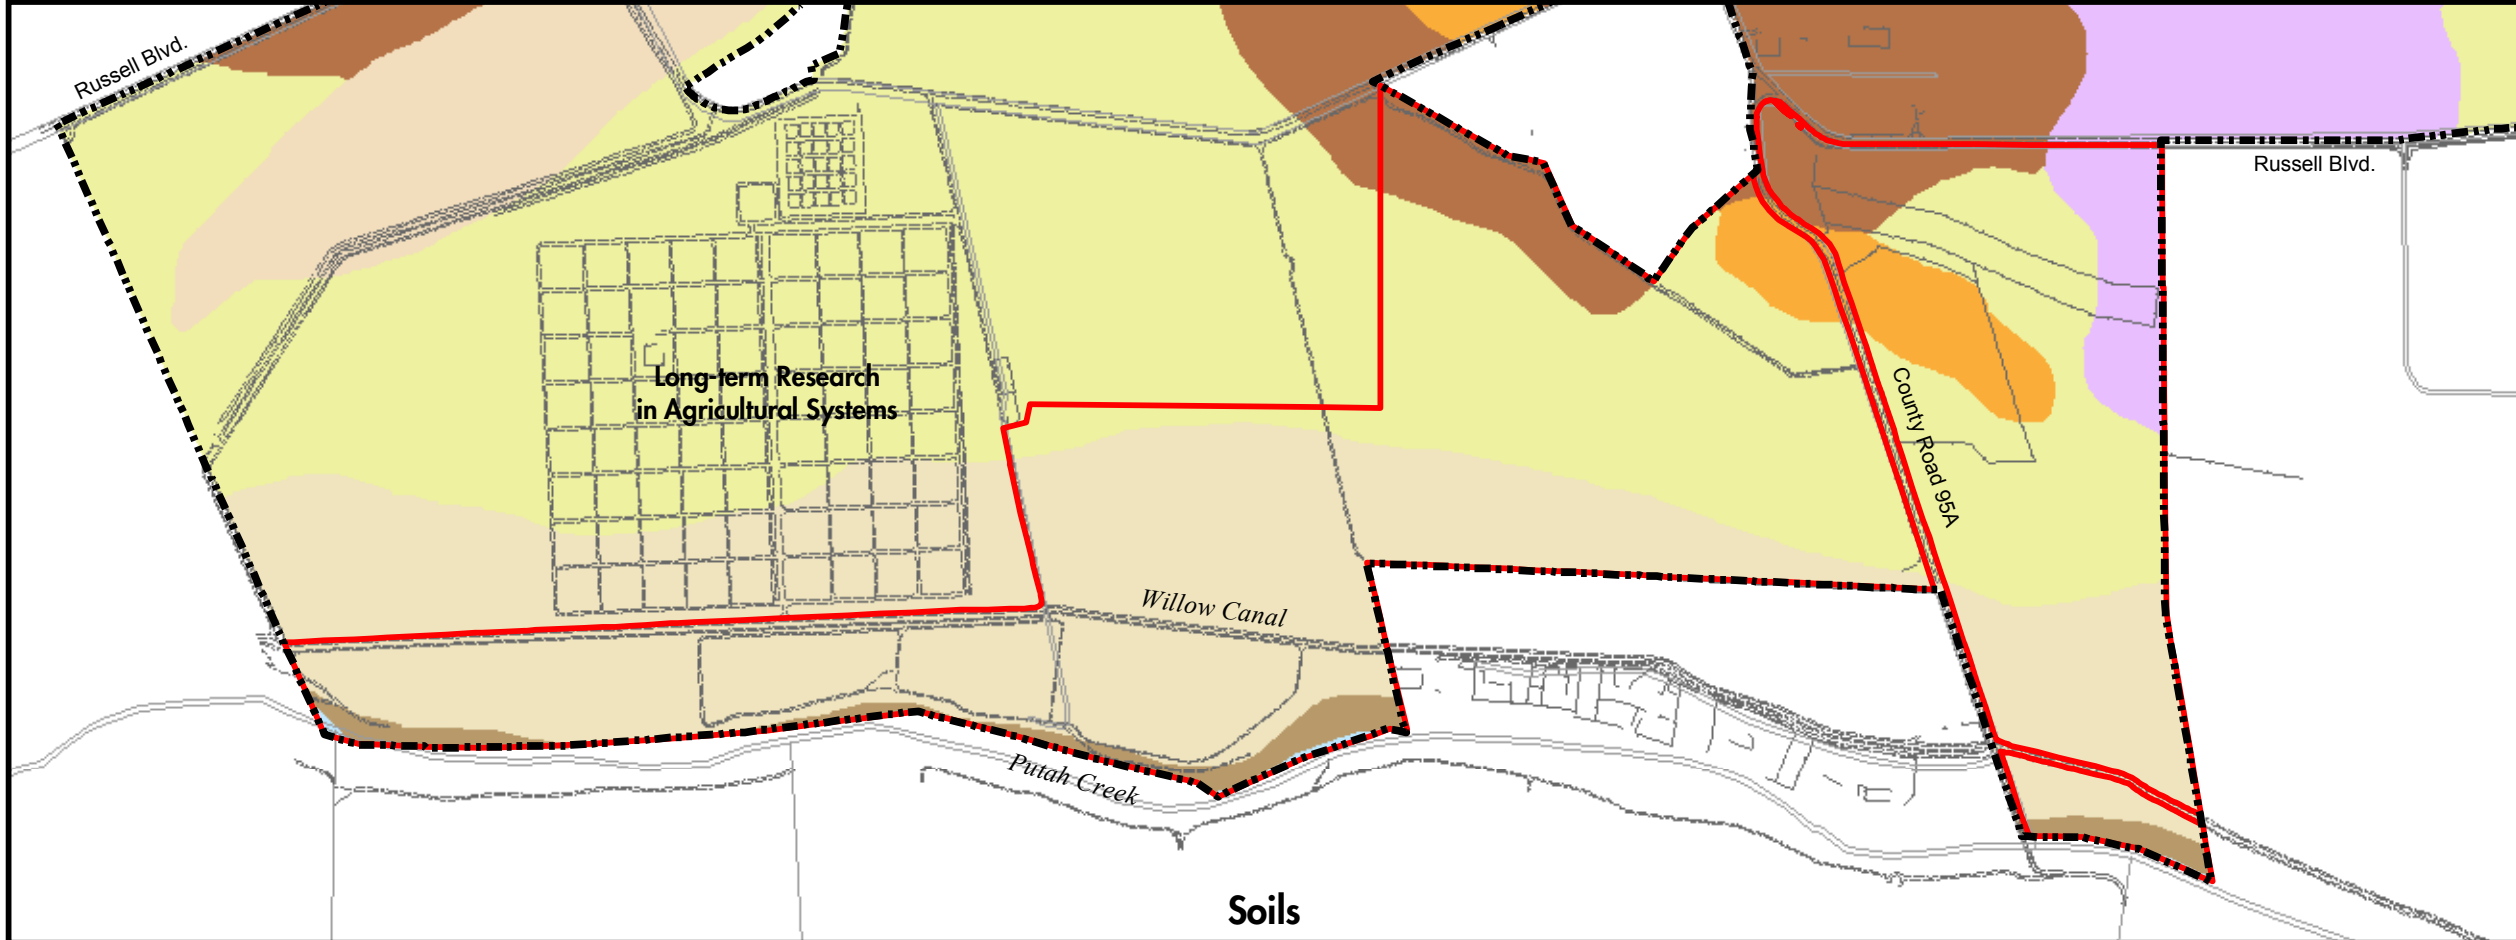 Russell Blvd.
Russell Blvd.
Long-term Research
in Agricultural Systems
County Road 95A
Willow Canal
Putah Creek
Soils